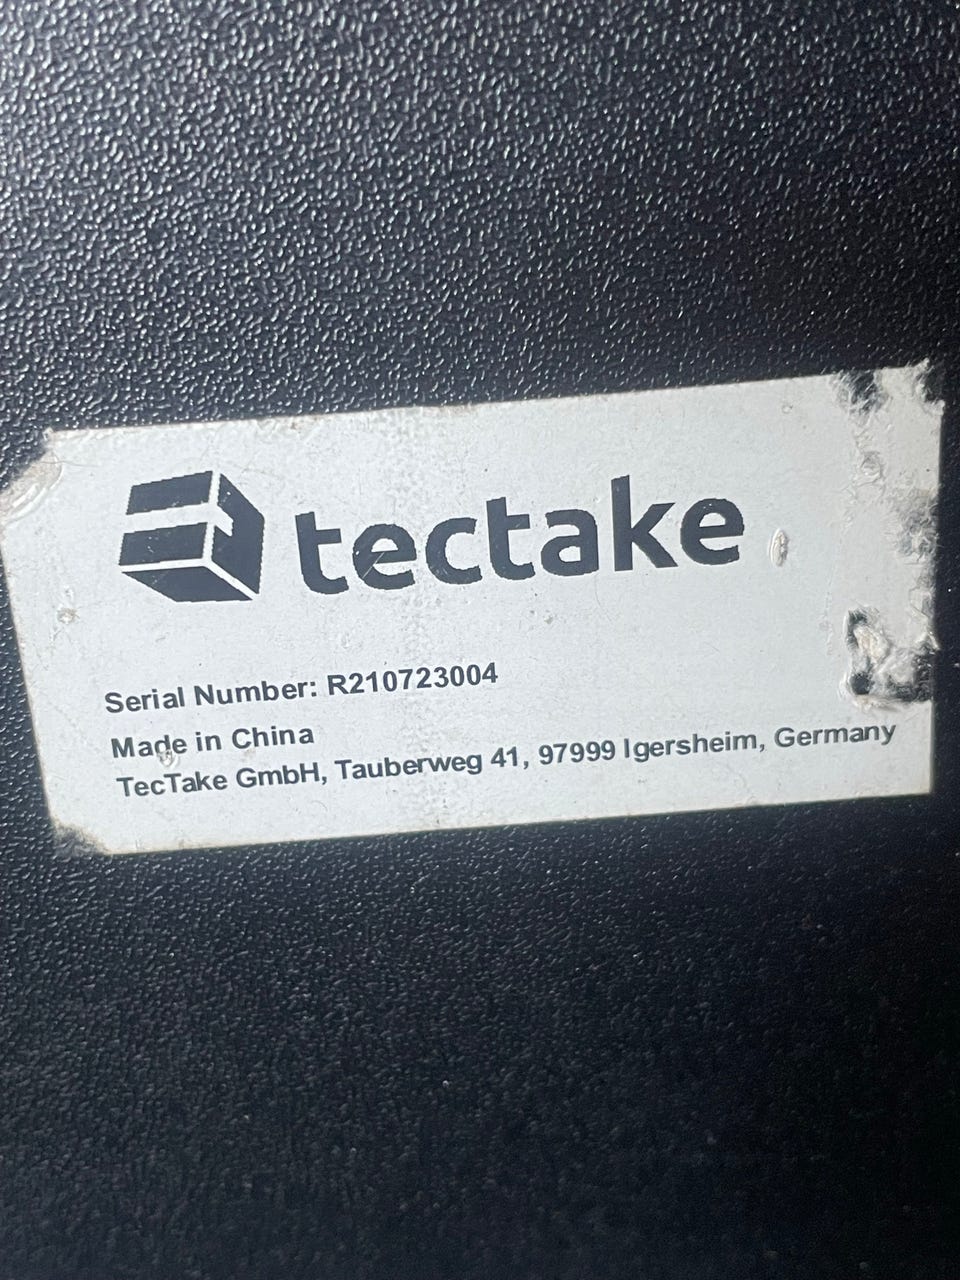 tectake
Serial Number: R210723004
Made in China
TecTake GmbH, Tauberweg 41, 97999 Igersheim, Germany